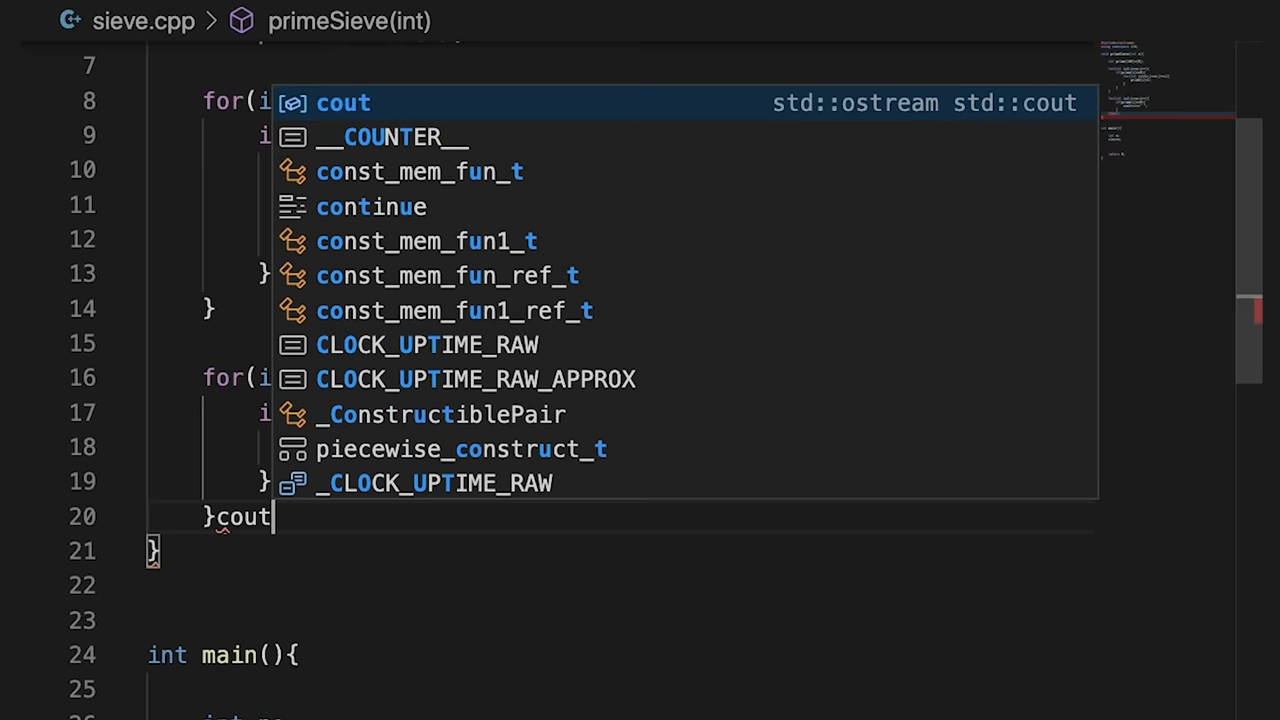 sieve.cpp > primeSieve(int)
7
8 for(i
9 i
10
11
12
13 }
14 }
15
16 for(i
17 i
18
19 }
20 }cout
21 }
22
23
24 int main(){
25
cout std::ostream std::cout
__COUNTER__
const_mem_fun_t
continue
const_mem_fun1_t
const_mem_fun_ref_t
const_mem_fun1_ref_t
CLOCK_UPTIME_RAW
CLOCK_UPTIME_RAW_APPROX
_ConstructiblePair
piecewise_construct_t
_CLOCK_UPTIME_RAW